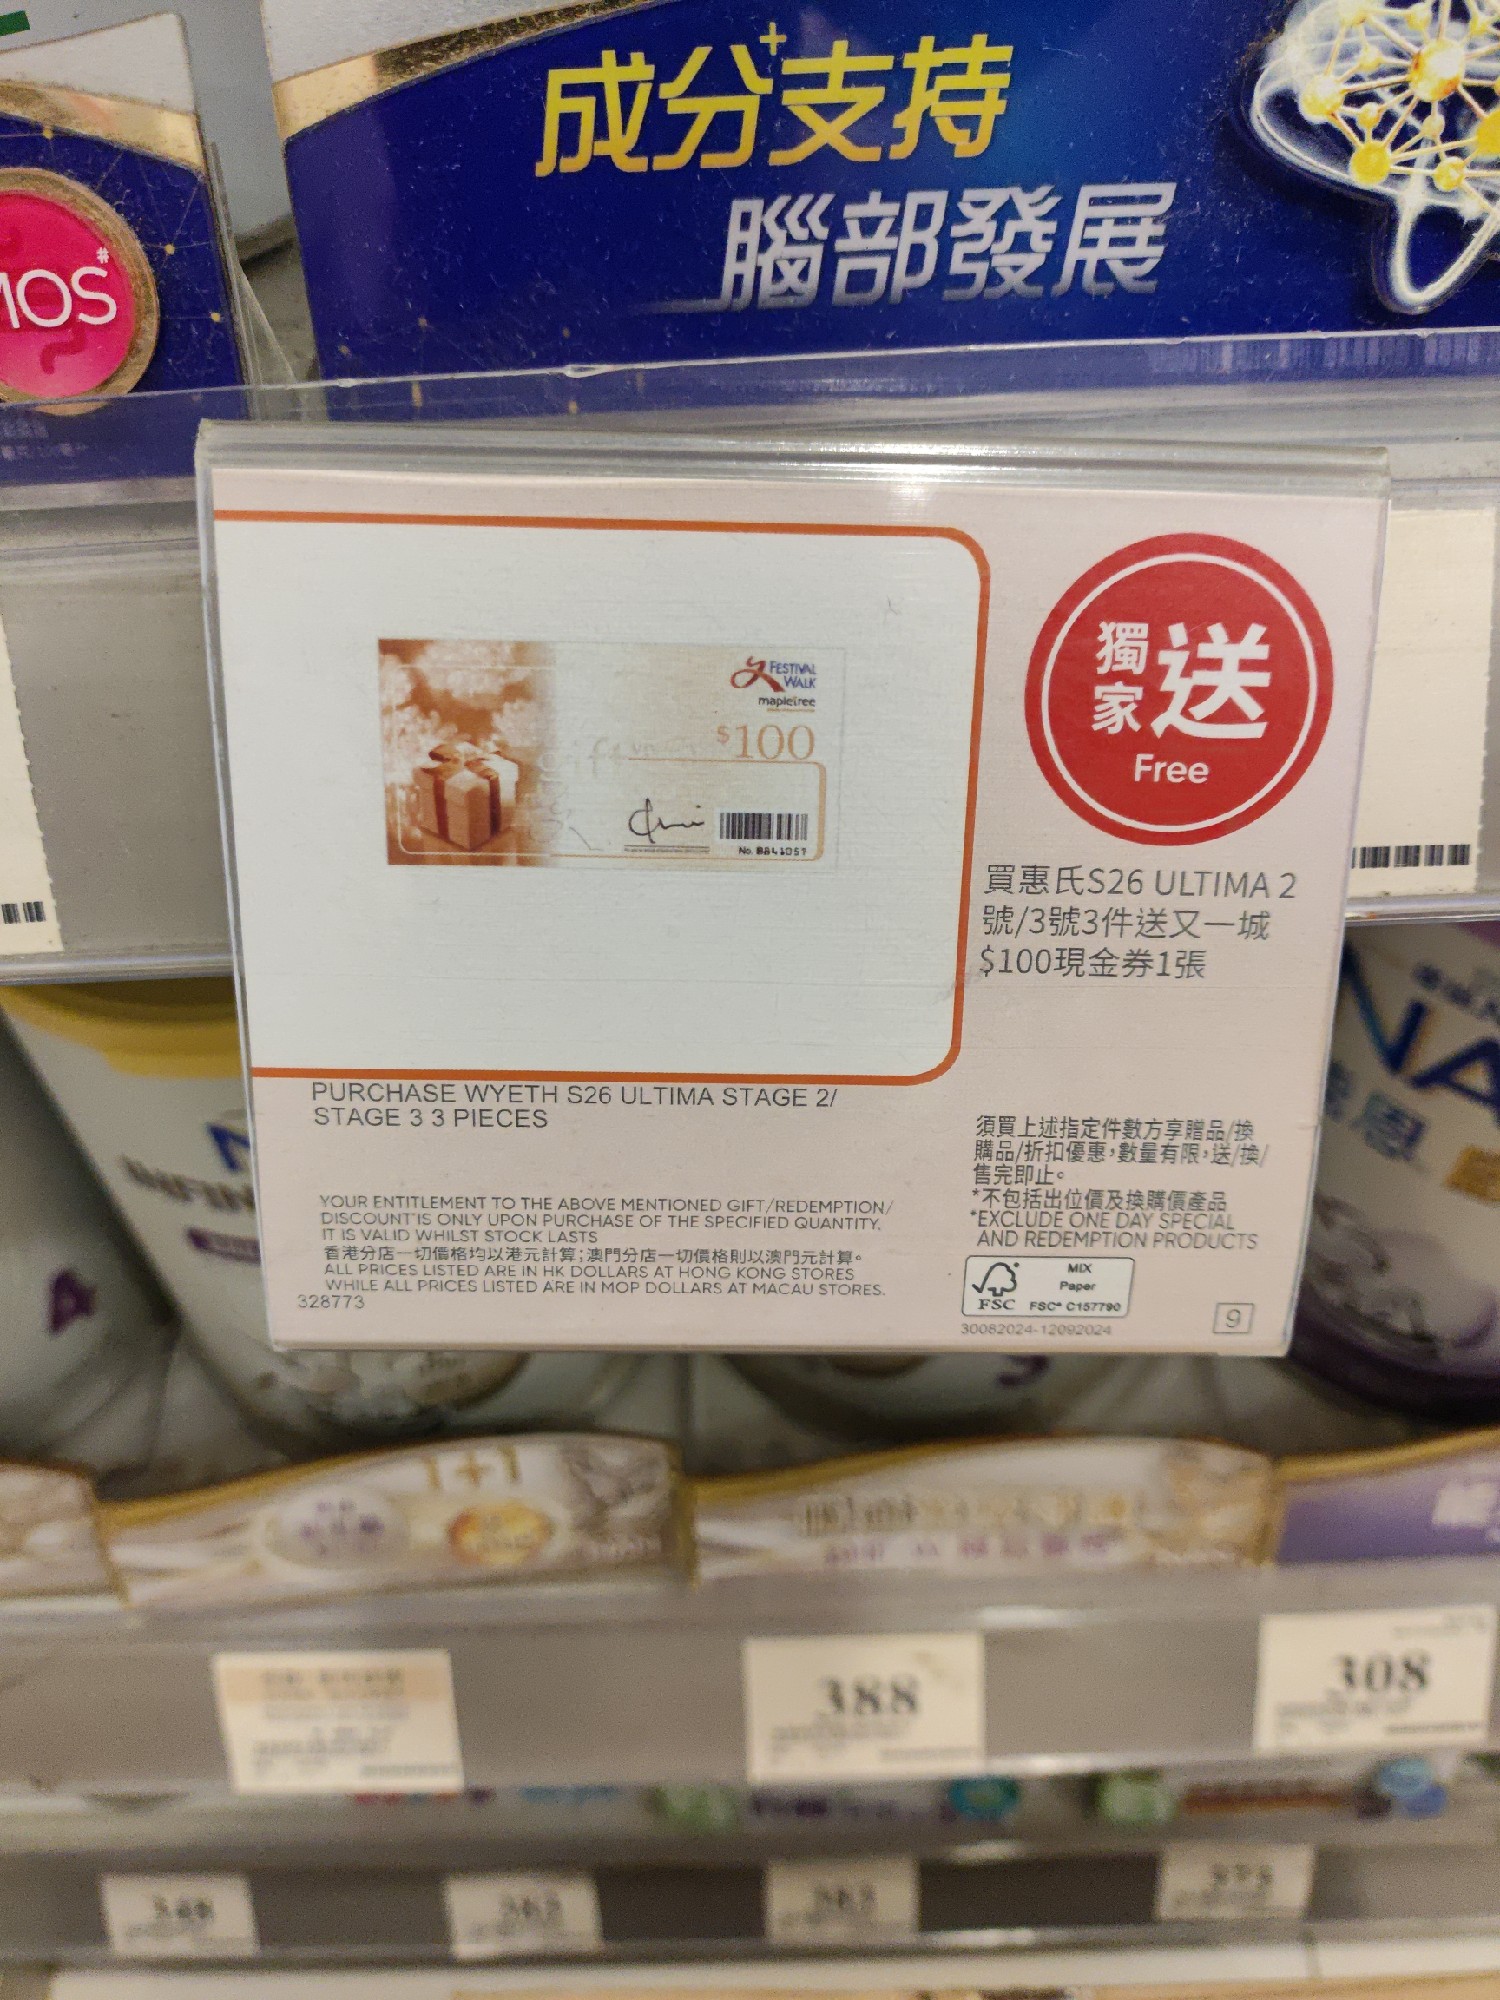 成分+支持
腦部發展
MOS#
FESTIVAL
WALK
mapletree
$100
獨家送
Free
買惠氏S26 ULTIMA 2
號/3號3件送又一城
$100現金券1張
PURCHASE WYETH S26 ULTIMA STAGE 2/
STAGE 3 3 PIECES
YOUR ENTITLEMENT TO THE ABOVE MENTIONED GIFT/REDEMPTION/
DISCOUNT IS ONLY UPON PURCHASE OF THE SPECIFIED QUANTITY,
IT IS VALID WHILST STOCK LASTS
香港分店一切價格均以港元計算;澳門分店一切價格則以澳門元計算。
ALL PRICES LISTED ARE IN HK DOLLARS AT HONG KONG STORES
WHILE ALL PRICES LISTED ARE IN MOP DOLLARS AT MACAU STORES.
328773
須買上述指定件數方享贈品/換
購品/折扣優惠,數量有限,送/換/
售完即止。
*不包括出位價及換購價產品
*EXCLUDE ONE DAY SPECIAL
AND REDEMPTION PRODUCTS
FSC
MIX
Paper
FSC® C157790
30082024-12092024
9
NA
1+1
388
308